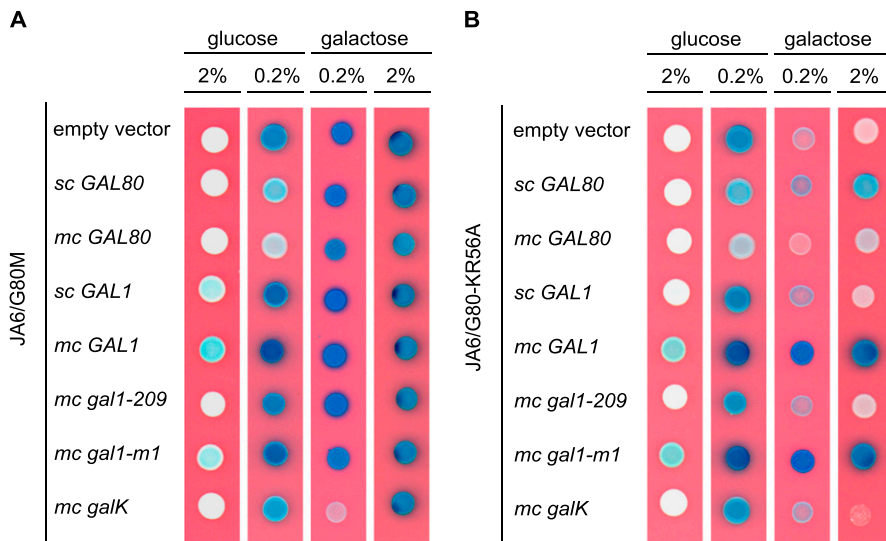 A
glucose galactose
2% 0.2% 0.2% 2%
JA6/G80M
empty vector
sc GAL80
mc GAL80
sc GAL1
mc GAL1
mc gal1-209
mc gal1-m1
mc galK
B
glucose galactose
2% 0.2% 0.2% 2%
JA6/G80-KR56A
empty vector
sc GAL80
mc GAL80
sc GAL1
mc GAL1
mc gal1-209
mc gal1-m1
mc galK